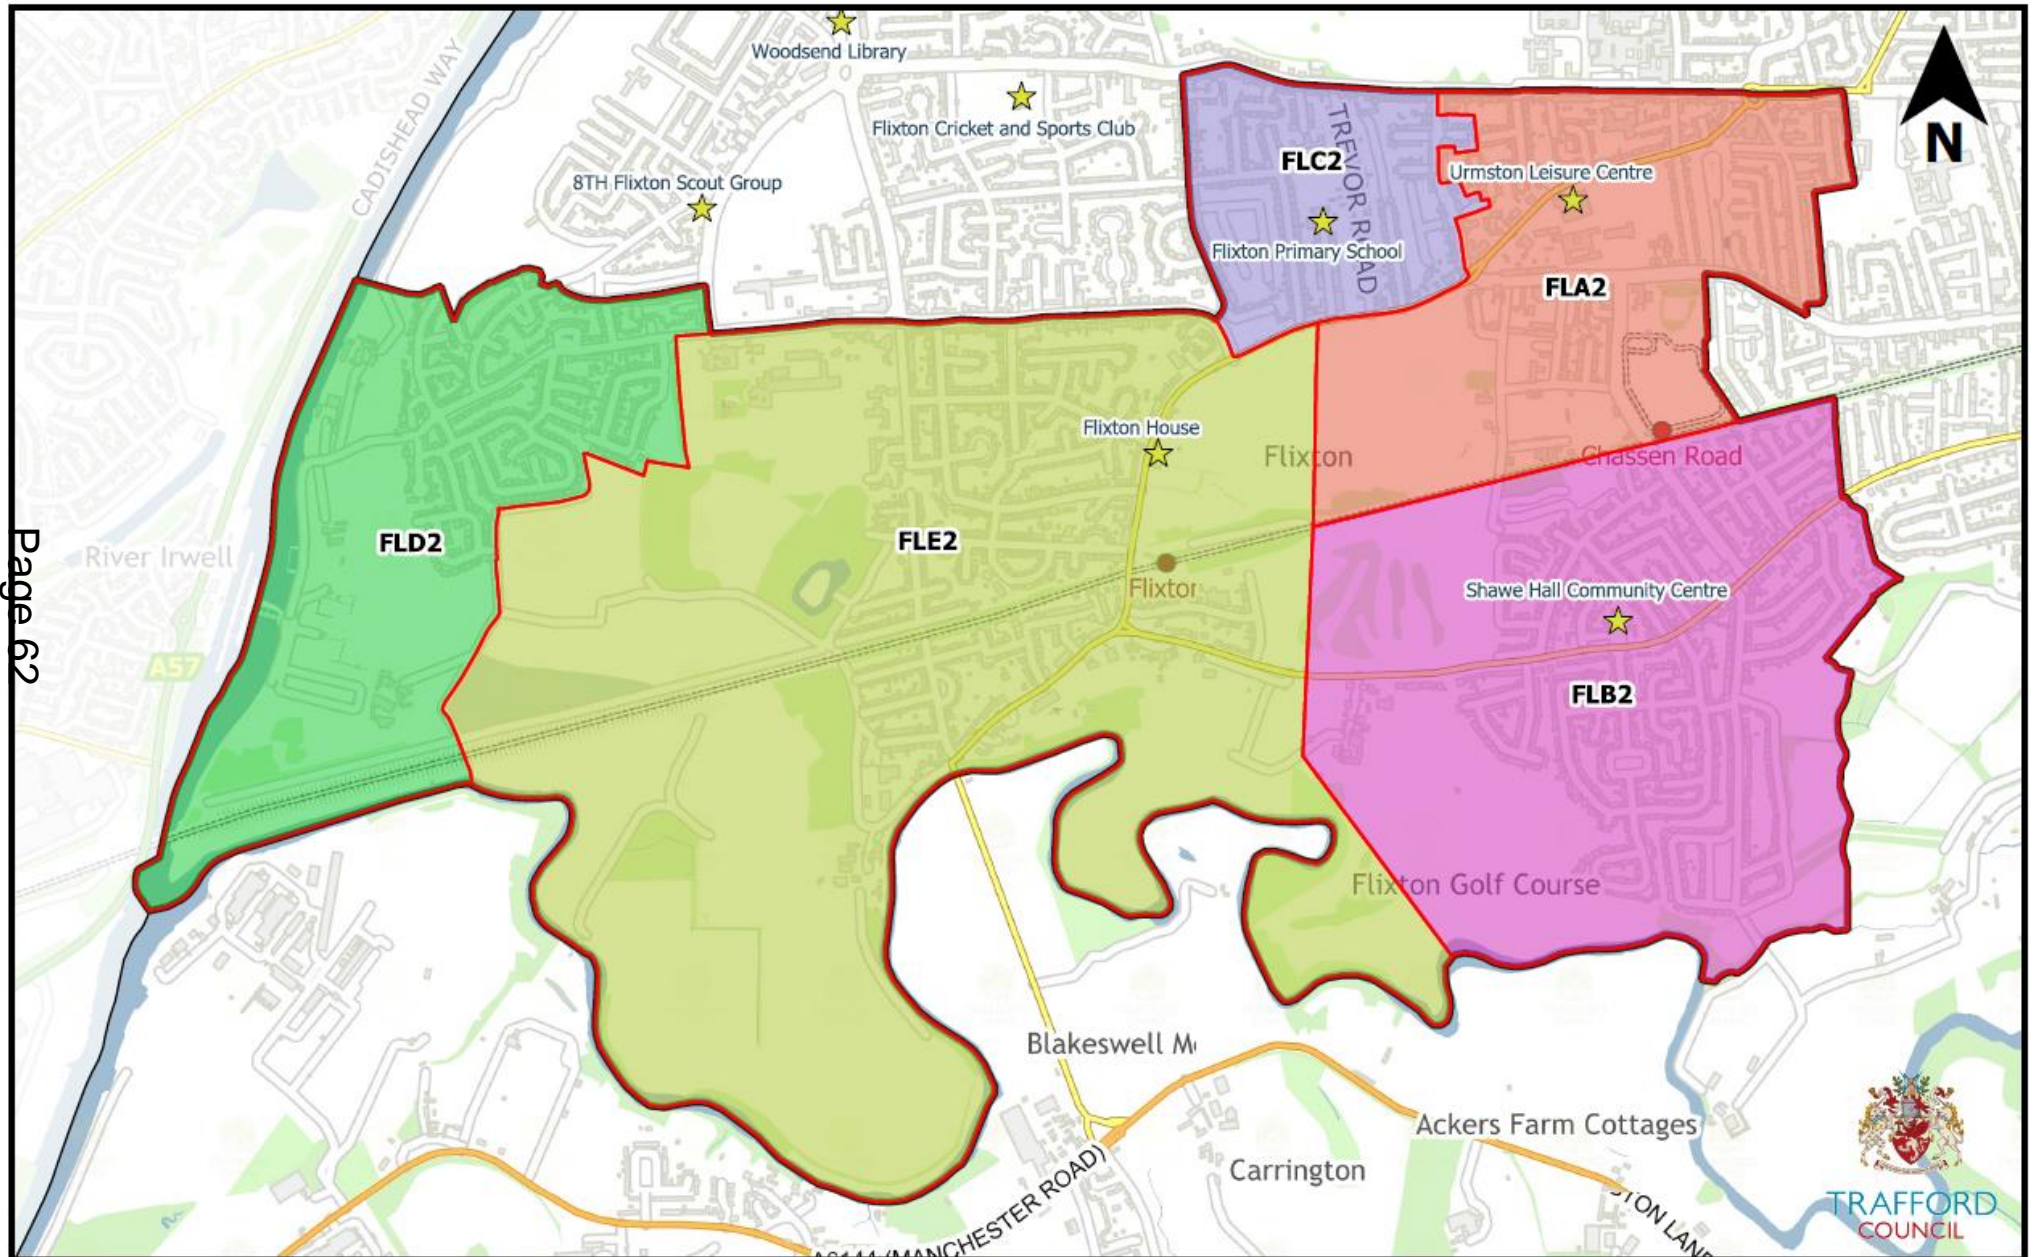 Woodsend Library
CADISHEAD WAY
Flixton Cricket and Sports Club
N
8TH Flixton Scout Group
FLC2
TREVOR ROAD
Urmston Leisure Centre
Flixton Primary School
FLA2
Flixton House
Flixton
Chassen Road
Page 62
River Irwell
FLD2
FLE2
Flixton
Shawe Hall Community Centre
A57
FLB2
Flixton Golf Course
Blakeswell
Ackers Farm Cottages
Carrington
(MANCHESTER ROAD)
TRAFFORD
COUNCIL